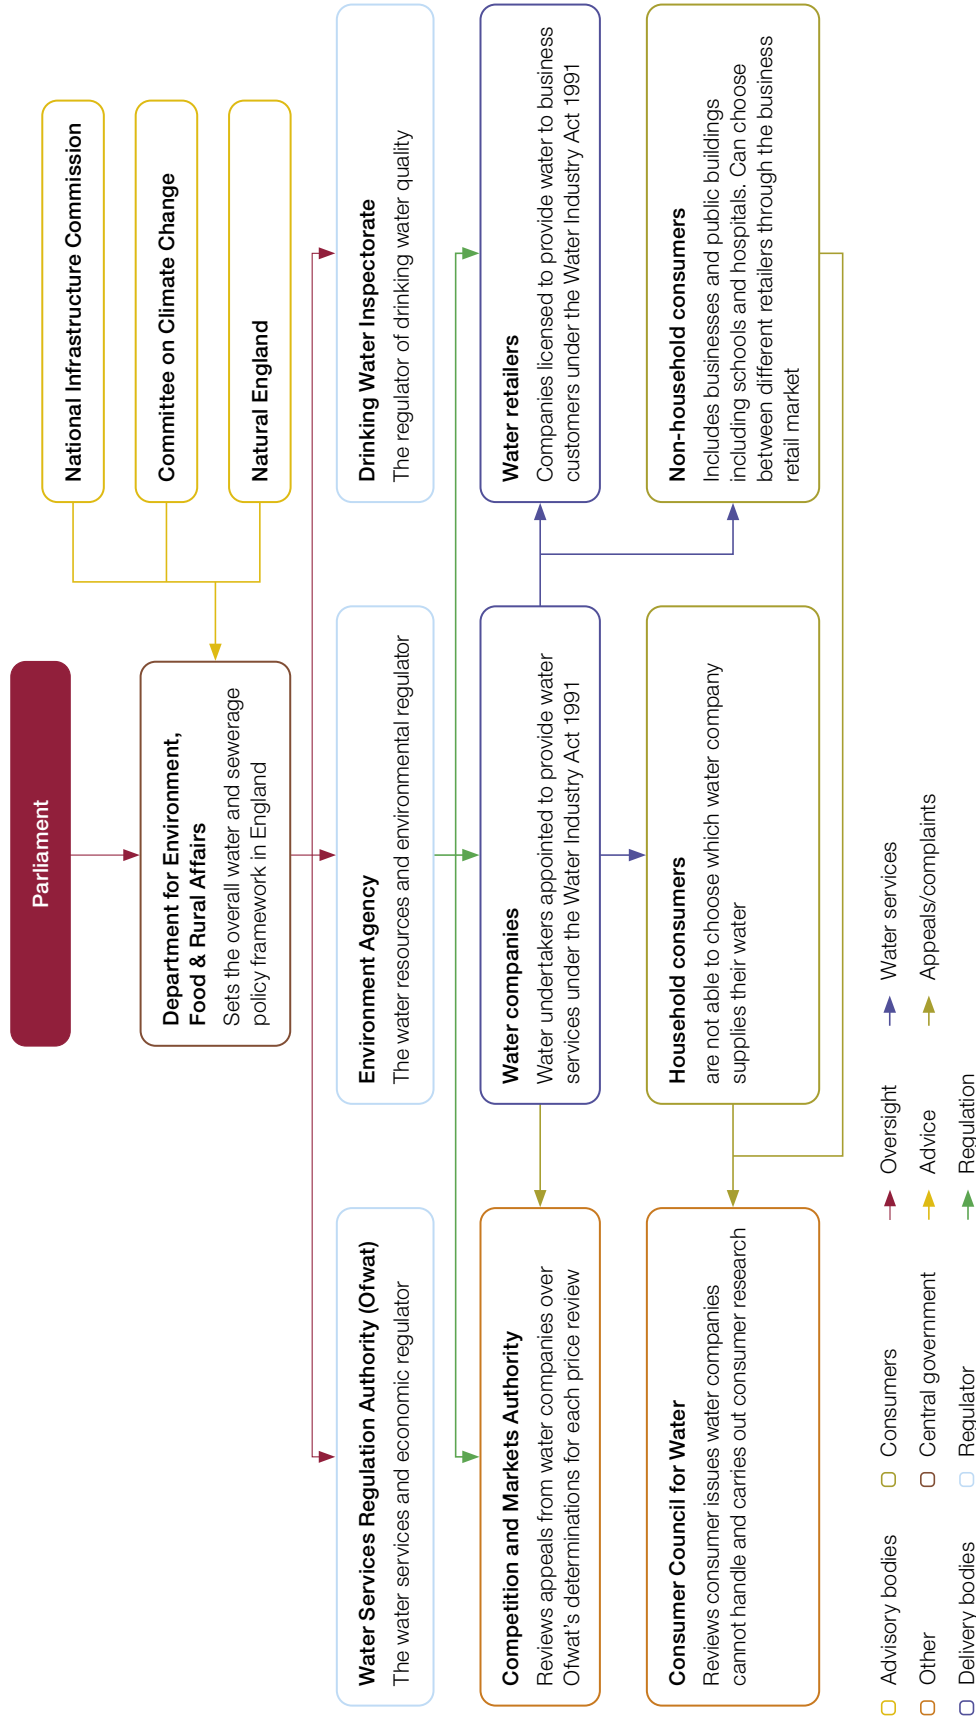 Parliament
National Infrastructure Commission
Committee on Climate Change
Natural England
Department for Environment,
Food & Rural Affairs
Sets the overall water and sewerage
policy framework in England
Water Services Regulation Authority (Ofwat)
The water services and economic regulator
Environment Agency
The water resources and environmental regulator
Drinking Water Inspectorate
The regulator of drinking water quality
Competition and Markets Authority
Reviews appeals from water companies over
Ofwat's determinations for each price review
Water companies
Water undertakers appointed to provide water
services under the Water Industry Act 1991
Water retailers
Companies licensed to provide water to business
customers under the Water Industry Act 1991
Consumer Council for Water
Reviews consumer issues water companies
cannot handle and carries out consumer research
Household consumers
are not able to choose which water company
supplies their water
Non-household consumers
Includes businesses and public buildings
including schools and hospitals. Can choose
between different retailers through the business
retail market
Advisory bodies
Consumers
Oversight
Water services
Other
Central government
Advice
Appeals/complaints
Delivery bodies
Regulator
Regulation